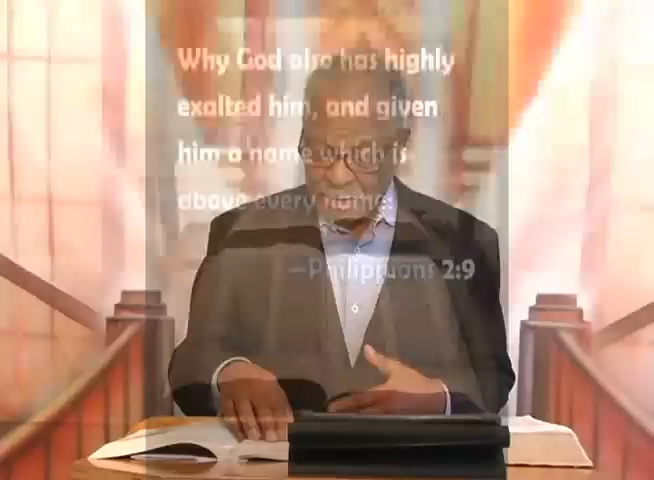 Why God also has highly
exalted him, and given
him a name which is
above every name:
—Philippians 2:9